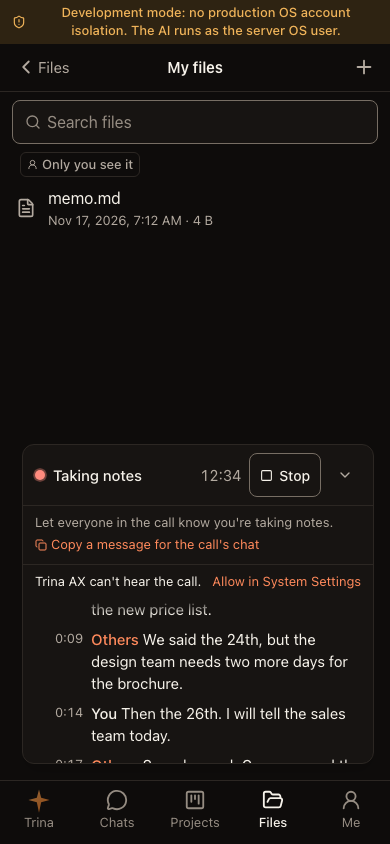 Development mode: no production OS account
isolation. The AI runs as the server OS user.
Files
My files
Search files
Only you see it
memo.md
Nov 17, 2026, 7:12 AM · 4 B
Taking notes
12:34
Stop
Let everyone in the call know you're taking notes.
Copy a message for the call's chat
Trina AX can't hear the call. Allow in System Settings
the new price list.
0:09 Others We said the 24th, but the
design team needs two more days for
the brochure.
0:14 You Then the 26th. I will tell the sales
team today.
Trina
Chats
Projects
Files
Me